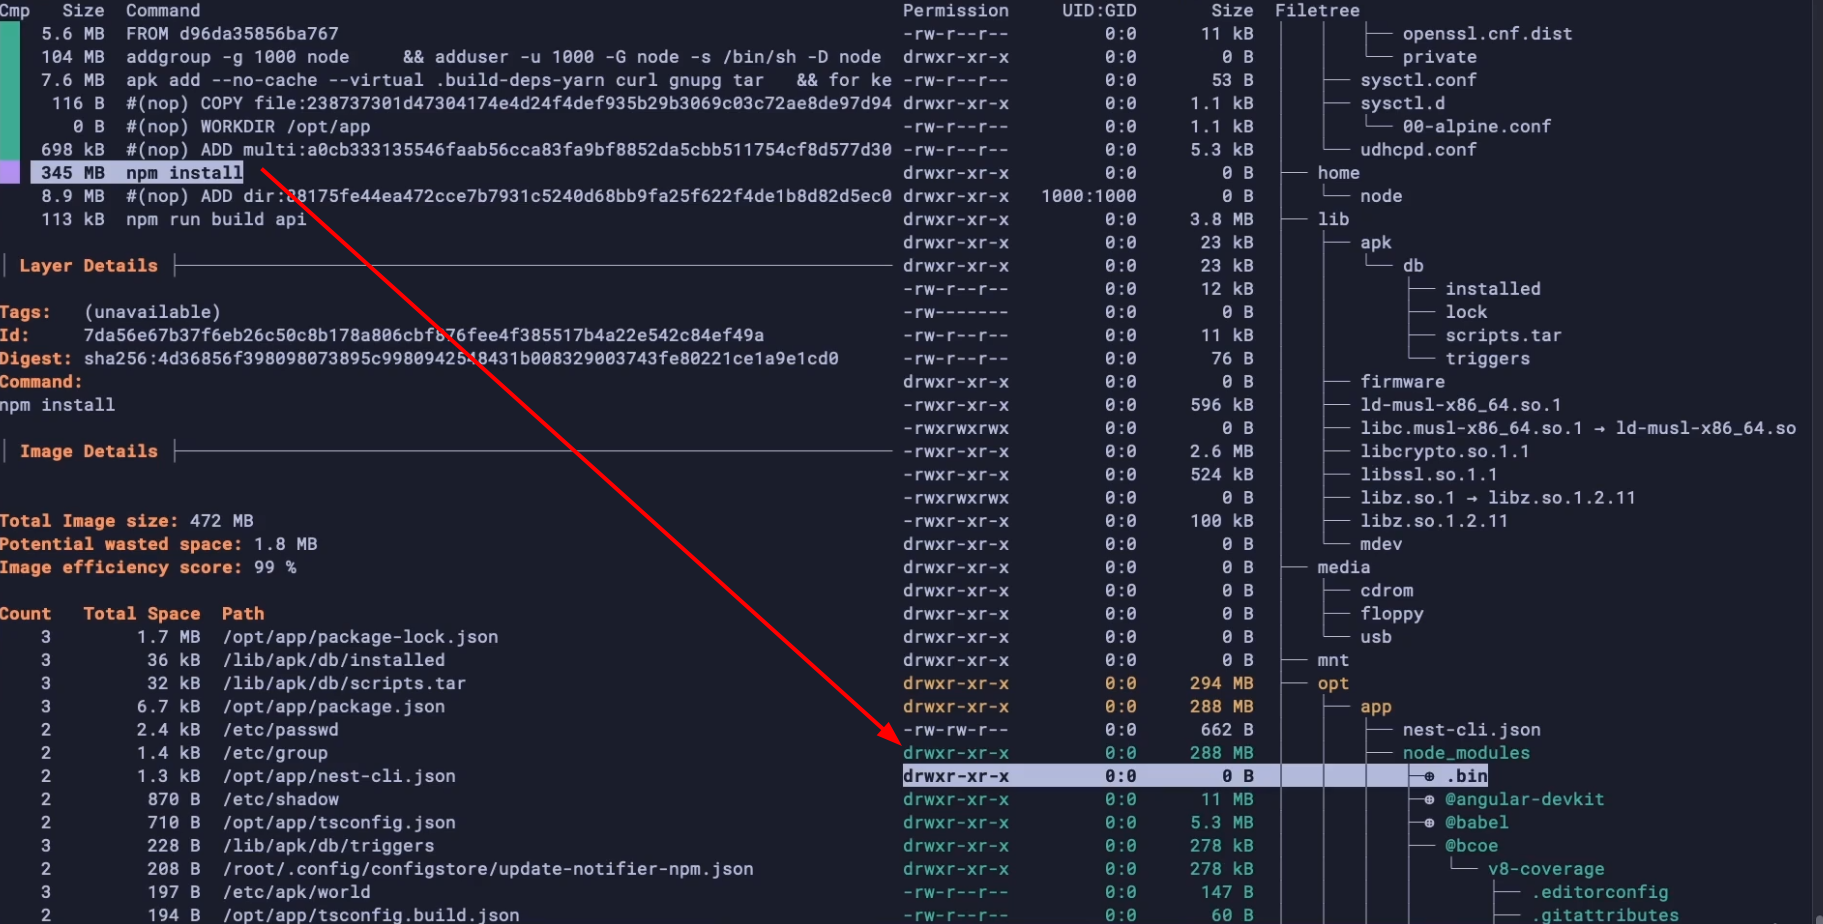 Cmp   Size  Command
5.6 MB  FROM d96da35856ba767
104 MB  addgroup -g 1000 node     && adduser -u 1000 -G node -s /bin/sh -D node
7.6 MB  apk add --no-cache --virtual .build-deps-yarn curl gnupg tar   && for ke
116 B  #(nop) COPY file:238737301d47304174e4d24f4def935b29b3069c03c72ae8de97d94
0 B  #(nop) WORKDIR /opt/app
698 kB  #(nop) ADD multi:a0cb333135546faab56cca83fa9bf8852da5cbb511754cf8d577d30
345 MB  npm install
8.9 MB  #(nop) ADD dir:88175fe44ea472cce7b7931c5240d68bb9fa25f622f4de1b8d82d5ec0
113 kB  npm run build api
Layer Details
Tags:   (unavailable)
Id:     7da56e67b37f6eb26c50c8b178a806cbf876fee4f385517b4a22e542c84ef49a
Digest: sha256:4d36856f398098073895c9980942548431b008329003743fe80221ce1a9e1cd0
Command:
npm install
Image Details
Total Image size: 472 MB
Potential wasted space: 1.8 MB
Image efficiency score: 99 %
Count   Total Space  Path
3        1.7 MB  /opt/app/package-lock.json
3         36 kB  /lib/apk/db/installed
3         32 kB  /lib/apk/db/scripts.tar
3        6.7 kB  /opt/app/package.json
2        2.4 kB  /etc/passwd
2        1.4 kB  /etc/group
2        1.3 kB  /opt/app/nest-cli.json
2         870 B  /etc/shadow
2         710 B  /opt/app/tsconfig.json
3         228 B  /lib/apk/db/triggers
2         208 B  /root/.config/configstore/update-notifier-npm.json
3         197 B  /etc/apk/world
2         194 B  /opt/app/tsconfig.build.json
Permission     UID:GID       Size  Filetree
-rw-r--r--         0:0      11 kB  openssl.cnf.dist
drwxr-xr-x         0:0        0 B  private
-rw-r--r--         0:0       53 B  sysctl.conf
drwxr-xr-x         0:0     1.1 kB  sysctl.d
-rw-r--r--         0:0     1.1 kB  00-alpine.conf
-rw-r--r--         0:0     5.3 kB  udhcpd.conf
drwxr-xr-x         0:0        0 B  home
drwxr-xr-x   1000:1000        0 B  node
drwxr-xr-x         0:0     3.8 MB  lib
drwxr-xr-x         0:0      23 kB  apk
drwxr-xr-x         0:0      23 kB  db
-rw-r--r--         0:0      12 kB  installed
-rw-------         0:0        0 B  lock
-rw-r--r--         0:0      11 kB  scripts.tar
-rw-r--r--         0:0       76 B  triggers
drwxr-xr-x         0:0        0 B  firmware
-rwxr-xr-x         0:0     596 kB  ld-musl-x86_64.so.1
-rwxrwxrwx         0:0        0 B  libc.musl-x86_64.so.1 → ld-musl-x86_64.so
-rwxr-xr-x         0:0     2.6 MB  libcrypto.so.1.1
-rwxr-xr-x         0:0     524 kB  libssl.so.1.1
-rwxrwxrwx         0:0        0 B  libz.so.1 → libz.so.1.2.11
-rwxr-xr-x         0:0     100 kB  libz.so.1.2.11
drwxr-xr-x         0:0        0 B  mdev
drwxr-xr-x         0:0        0 B  media
drwxr-xr-x         0:0        0 B  cdrom
drwxr-xr-x         0:0        0 B  floppy
drwxr-xr-x         0:0        0 B  usb
drwxr-xr-x         0:0        0 B  mnt
drwxr-xr-x         0:0     294 MB  opt
drwxr-xr-x         0:0     288 MB  app
-rw-rw-r--         0:0      662 B  nest-cli.json
drwxr-xr-x         0:0     288 MB  node_modules
drwxr-xr-x         0:0        0 B  .bin
drwxr-xr-x         0:0      11 MB  @angular-devkit
drwxr-xr-x         0:0     5.3 MB  @babel
drwxr-xr-x         0:0     278 kB  @bcoe
drwxr-xr-x         0:0     278 kB  v8-coverage
-rw-r--r--         0:0      147 B  .editorconfig
-rw-r--r--         0:0       60 B  .gitattributes